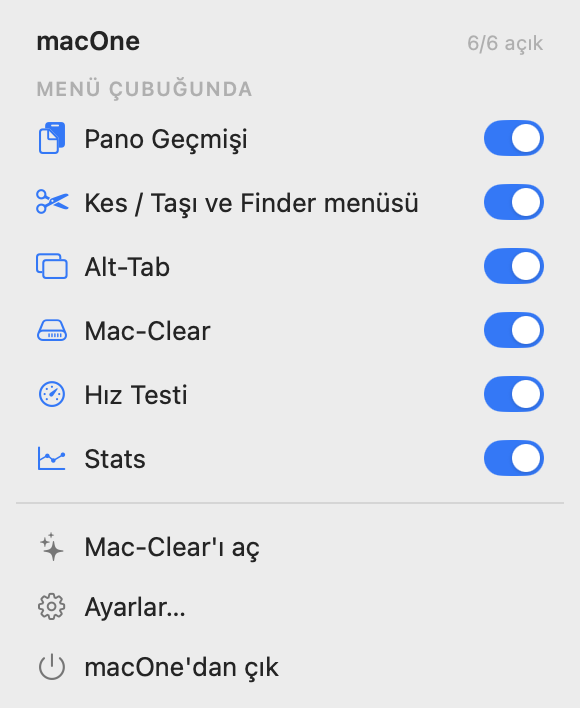 macOne
6/6 açık
MENÜ ÇUBUĞUNDA
Pano Geçmişi
Kes / Taşı ve Finder menüsü
Alt-Tab
Mac-Clear
Hız Testi
Stats
Mac-Clear'ı aç
Ayarlar...
macOne'dan çık